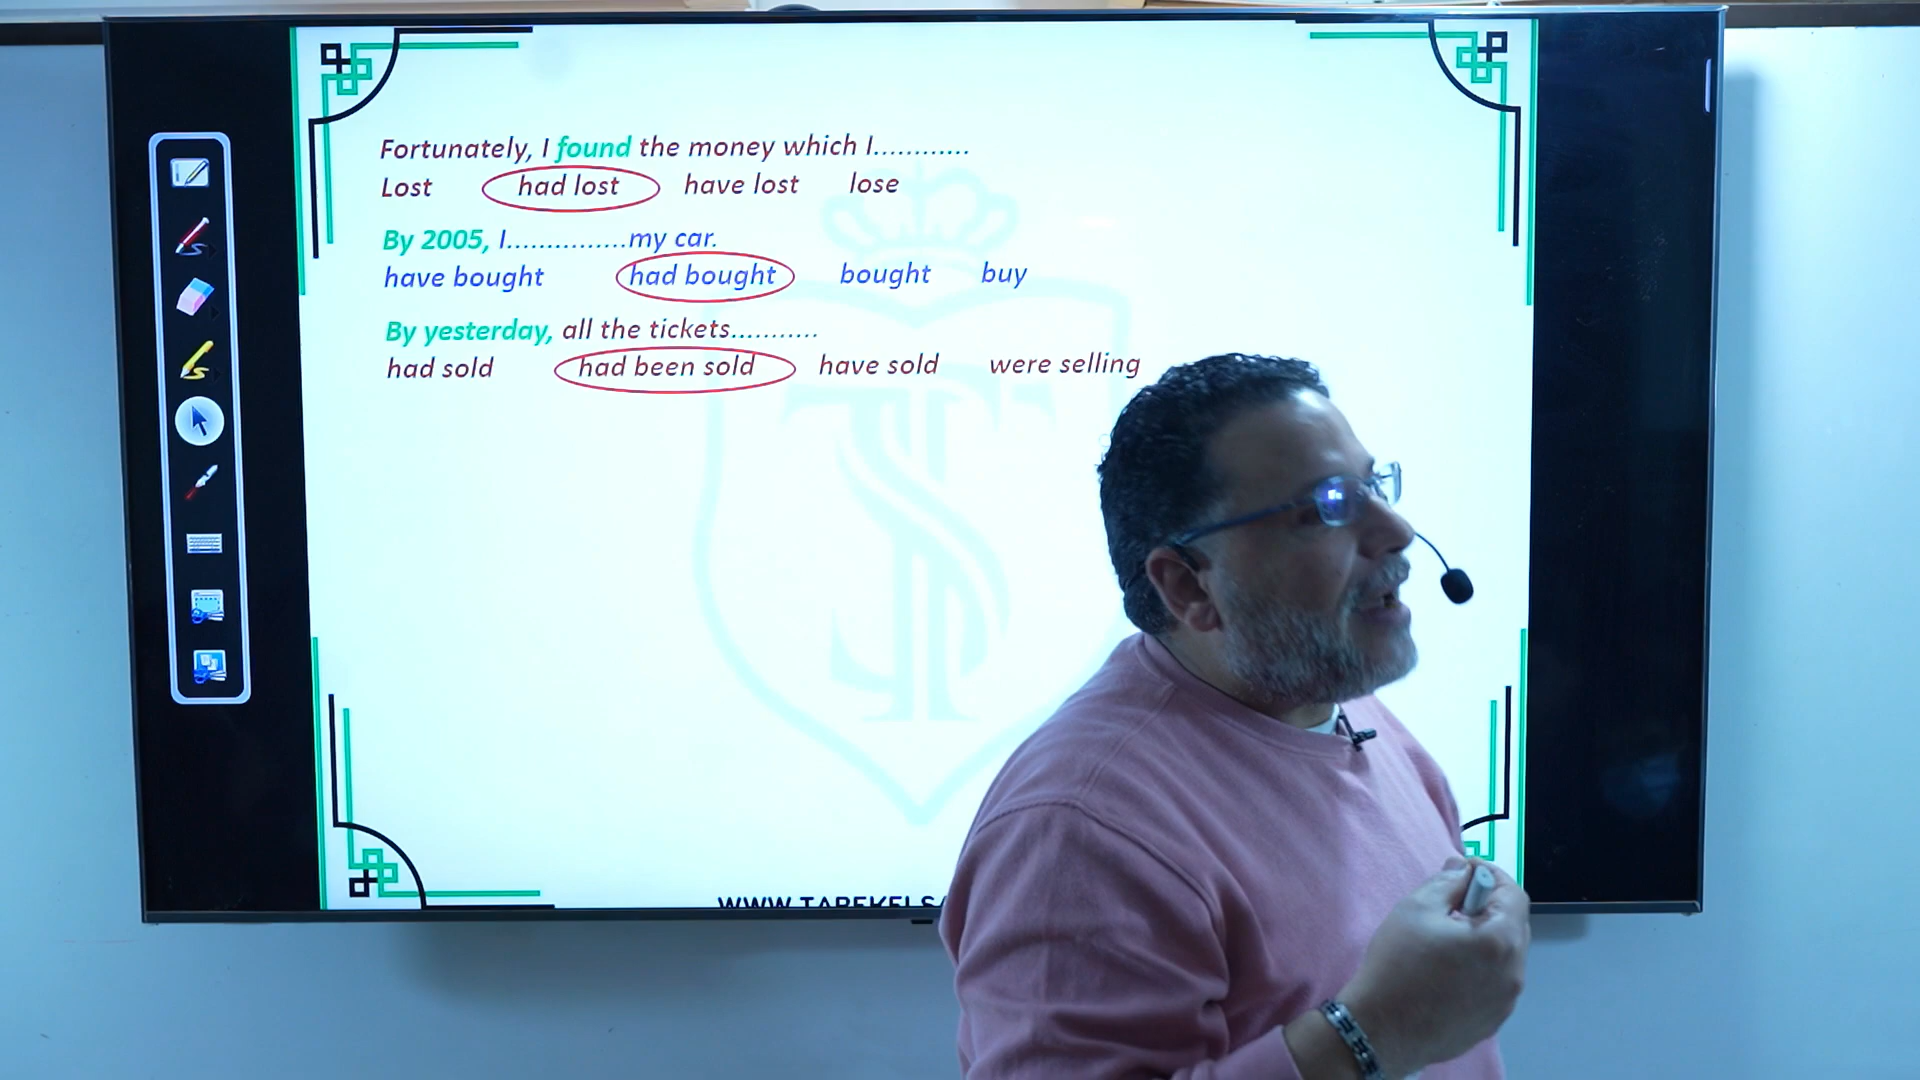 Fortunately, I found the money which I............
Lost had lost have lost lose
By 2005, I...............my car.
have bought had bought bought buy
By yesterday, all the tickets...........
had sold had been sold have sold were selling